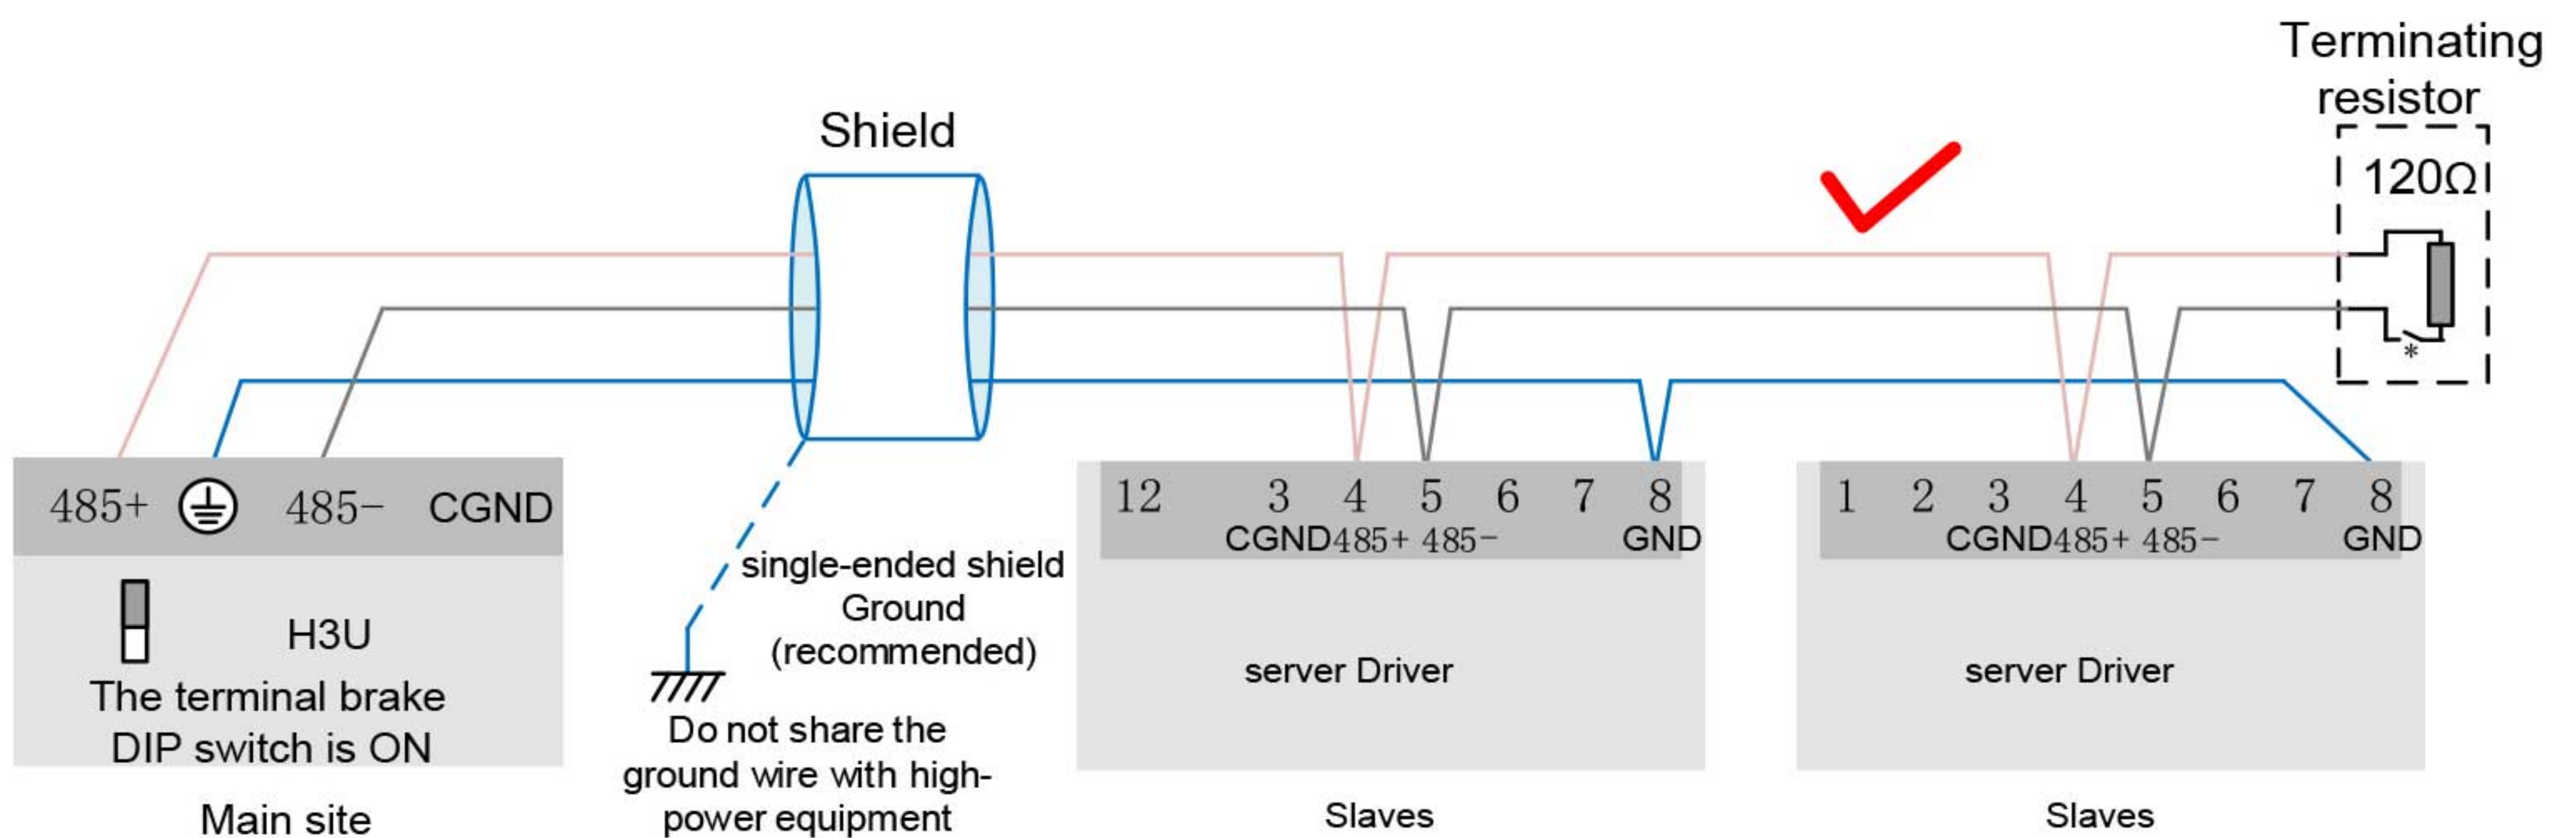 Terminating
resistor
120Ω
*
Shield
485+ 485− CGND
H3U
The terminal brake
DIP switch is ON
Main site
single-ended shield
Ground
(recommended)
Do not share the
ground wire with high-
power equipment
12 3 4 5 6 7 8
CGND485+ 485− GND
server Driver
Slaves
1 2 3 4 5 6 7 8
CGND485+ 485− GND
server Driver
Slaves